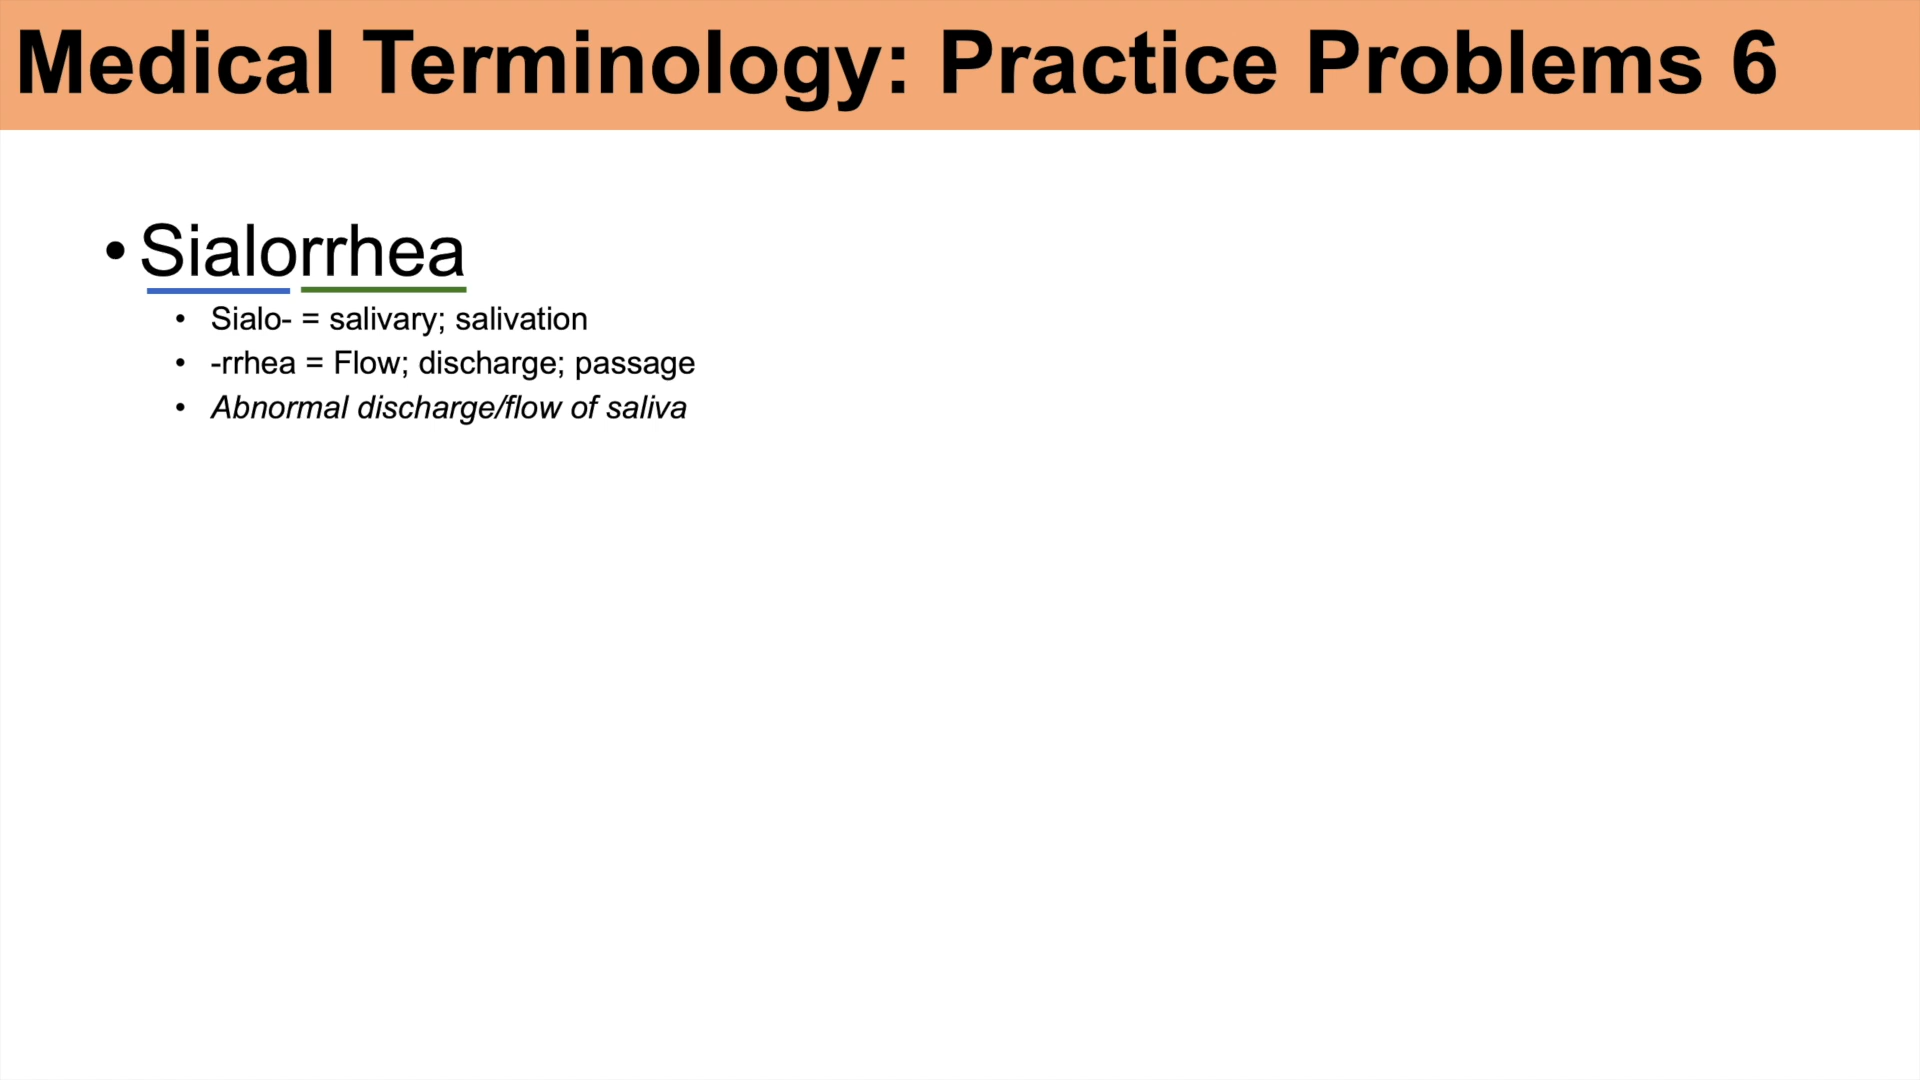 Medical Terminology: Practice Problems 6
• Sialorrhea
• Sialo- = salivary; salivation
• -rrhea = Flow; discharge; passage
• Abnormal discharge/flow of saliva